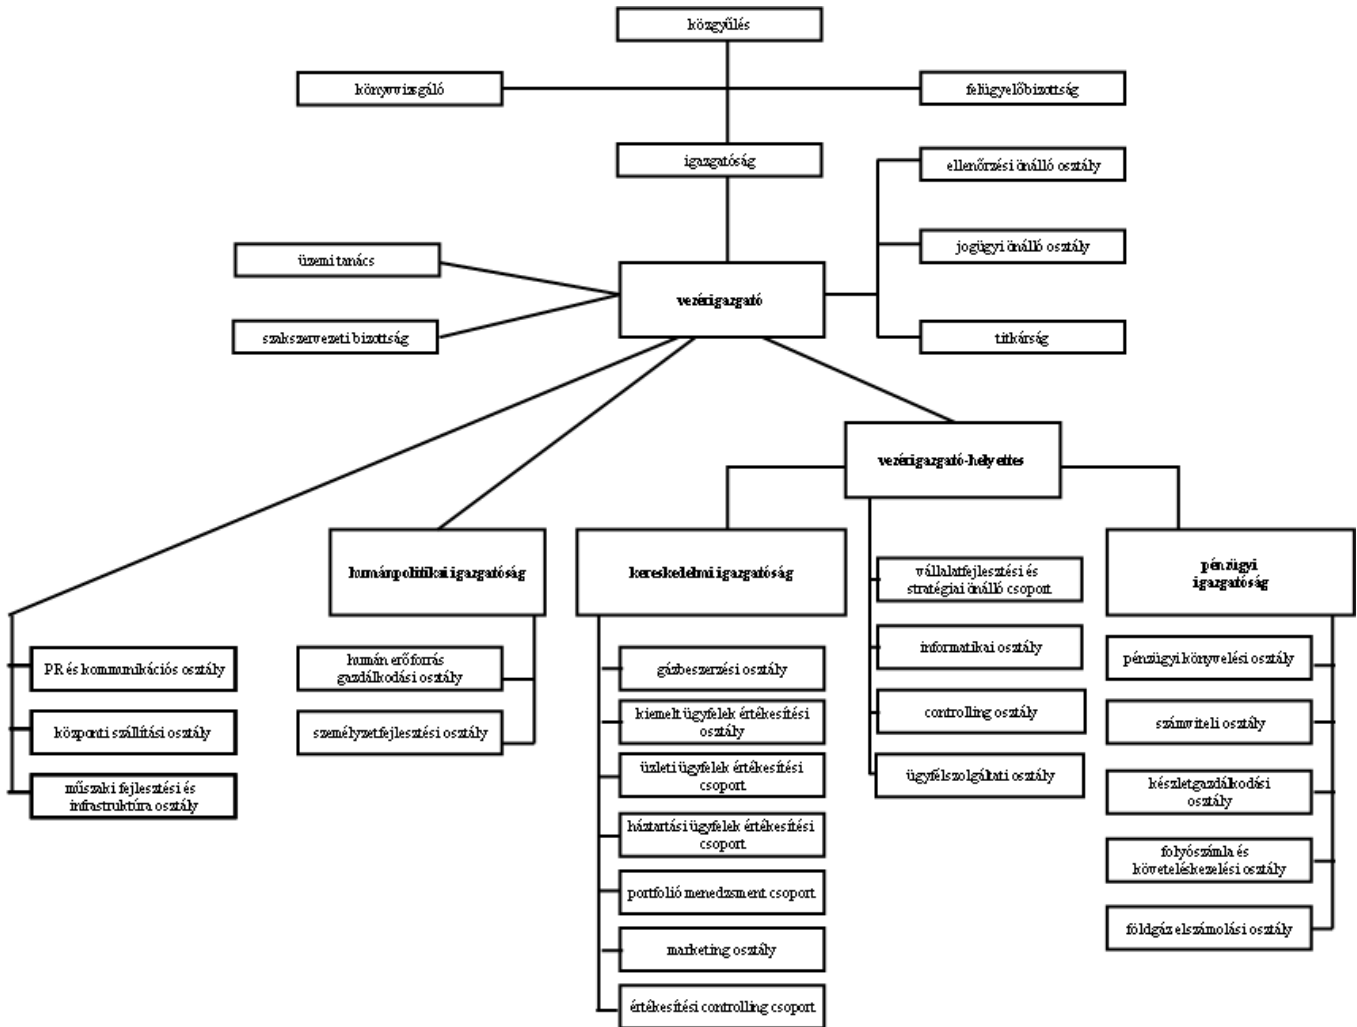 közgyűlés
könyvvizsgáló
felügyelőbizottság
igazgatóság
ellenőrzési önálló osztály
jogügyi önálló osztály
üzemi tanács
vezérigazgató
szakszervezeti bizottság
titkárság
vezérigazgató-helyettes
humánpolitikai igazgatóság
kereskedelmi igazgatóság
vállalatfejlesztési és
stratégiai önálló csoport
pénzügyi
igazgatóság
PR és kommunikációs osztály
központi szállítási osztály
műszaki fejlesztési és
infrastruktúra osztály
humán erőforrás
gazdálkodási osztály
személyzetfejlesztési osztály
gázbeszerzési osztály
kiemelt ügyfelek értékesítési
osztály
üzleti ügyfelek értékesítési
csoport
háztartási ügyfelek értékesítési
csoport
portfolió menedzsment csoport
marketing osztály
értékesítési controlling csoport
informatikai osztály
controlling osztály
ügyfélszolgáltati osztály
pénzügyi könyvelési osztály
számviteli osztály
készletgazdálkodási
osztály
folyószámla és
követeléskezelési osztály
földgáz elszámolási osztály